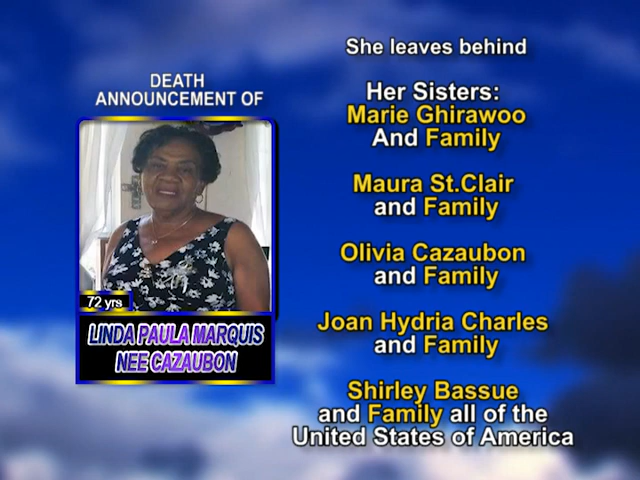 DEATH
ANNOUNCEMENT OF
72 yrs
LINDA PAULA MARQUIS
NEE CAZAUBON
She leaves behind
Her Sisters:
Marie Ghirawoo
And Family
Maura St.Clair
and Family
Olivia Cazaubon
and Family
Joan Hydria Charles
and Family
Shirley Bassue
and Family all of the
United States of America